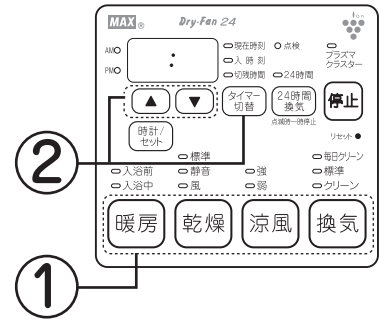 MAX® Dry-Fan 24
AM
PM
:
現在時刻
入時刻
切残時間
点検
24時間
プラズマ
クラスター
▲
▼
タイマー
切替
24時間
換気
点滅時一時停止
停止
時計/
セット
リセット
入浴前
入浴中
標準
静音
風
強
弱
毎日クリーン
標準
クリーン
暖房
乾燥
涼風
換気
②
①